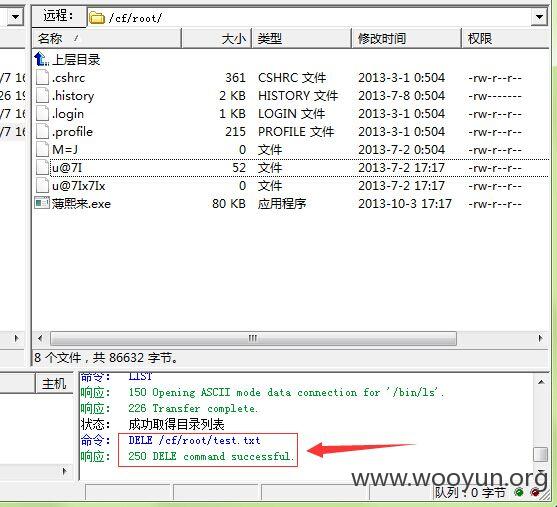 远程: /cf/root/
名称 / 大小 类型 修改时间 权限
上层目录
/7 16 .cshrc 361 CSHRC 文件 2013-3-1 0:504 -rw-r--r--
26 19 .history 2 KB HISTORY 文件 2013-7-8 0:504 -rw-------
/7 16 .login 1 KB LOGIN 文件 2013-3-1 0:504 -rw-r--r--
/7 16 .profile 215 PROFILE 文件 2013-3-1 0:504 -rw-r--r--
M=J 0 文件 2013-7-2 17:17 -rw-r--r--
u@7I 52 文件 2013-7-2 17:17 -rw-r--r--
u@7Ix7Ix 0 文件 2013-7-2 17:17 -rw-r--r--
薄熙来.exe 80 KB 应用程序 2013-10-3 17:17 -rw-r--r--
8 个文件，共 86632 字节。
主机
命令: LIST
响应: 150 Opening ASCII mode data connection for '/bin/ls'.
响应: 226 Transfer complete.
状态: 成功取得目录列表
命令: DELE /cf/root/test.txt
响应: 250 DELE command successful.
www.wooyun.org
队列：0 字节